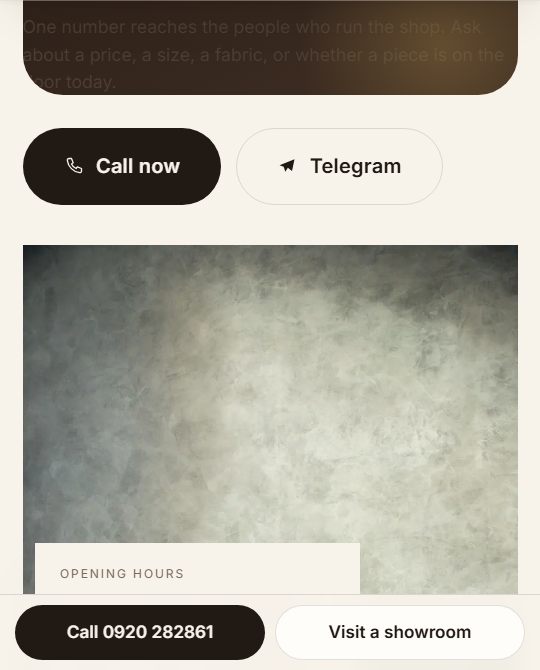 One number reaches the people who run the shop. Ask
about a price, a size, a fabric, or whether a piece is on the
floor today.
Call now
Telegram
OPENING HOURS
Call 0920 282861
Visit a showroom